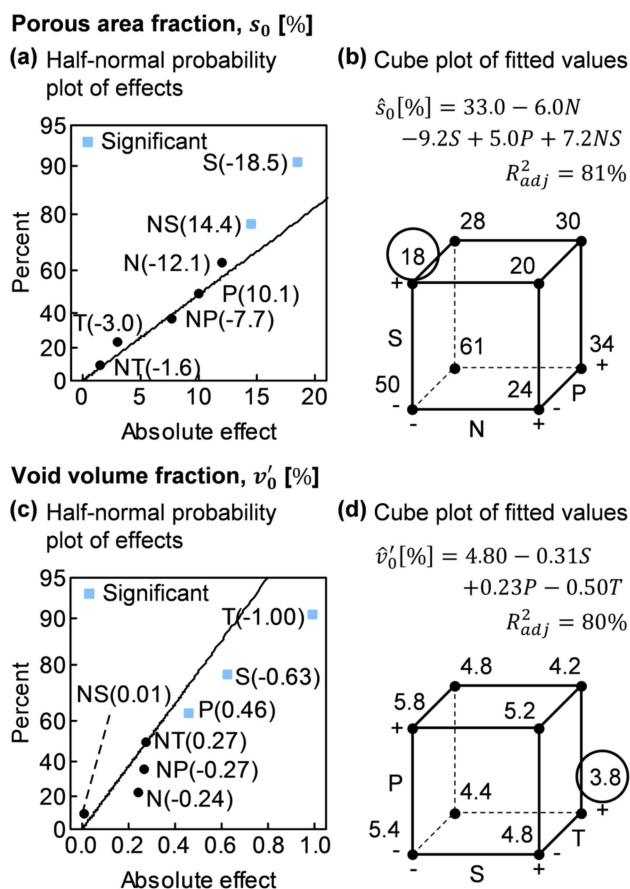 Porous area fraction, s₀ [%]
(a) Half-normal probability
plot of effects
95
90
80
60
40
20
0
Percent
Significant
S(-18.5)
NS(14.4)
N(-12.1)
P(10.1)
NP(-7.7)
T(-3.0)
NT(-1.6)
0 5 10 15 20
Absolute effect
(b) Cube plot of fitted values
ŝ₀[%] = 33.0 − 6.0N
−9.2S + 5.0P + 7.2NS
R²adj = 81%
28 30
18 20
+
S
61 34
+
50 24 P
- -
- N +
Void volume fraction, v′₀ [%]
(c) Half-normal probability
plot of effects
95
90
80
60
40
20
0
Percent
Significant
T(-1.00)
S(-0.63)
NS(0.01)
P(0.46)
NT(0.27)
NP(-0.27)
N(-0.24)
0.0 0.2 0.4 0.6 0.8 1.0
Absolute effect
(d) Cube plot of fitted values
v̂′₀[%] = 4.80 − 0.31S
+0.23P − 0.50T
R²adj = 80%
4.8 4.2
5.8 5.2
+
P
4.4 3.8
+
5.4 4.8 T
- -
- S +